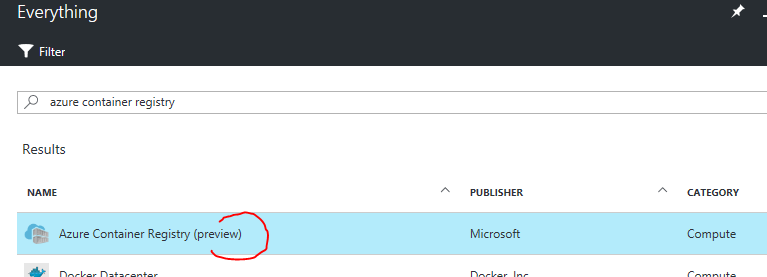 Everything
Filter
azure container registry
Results
NAME PUBLISHER CATEGORY
Azure Container Registry (preview) Microsoft Compute
Docker Datacenter Docker, Inc. Compute